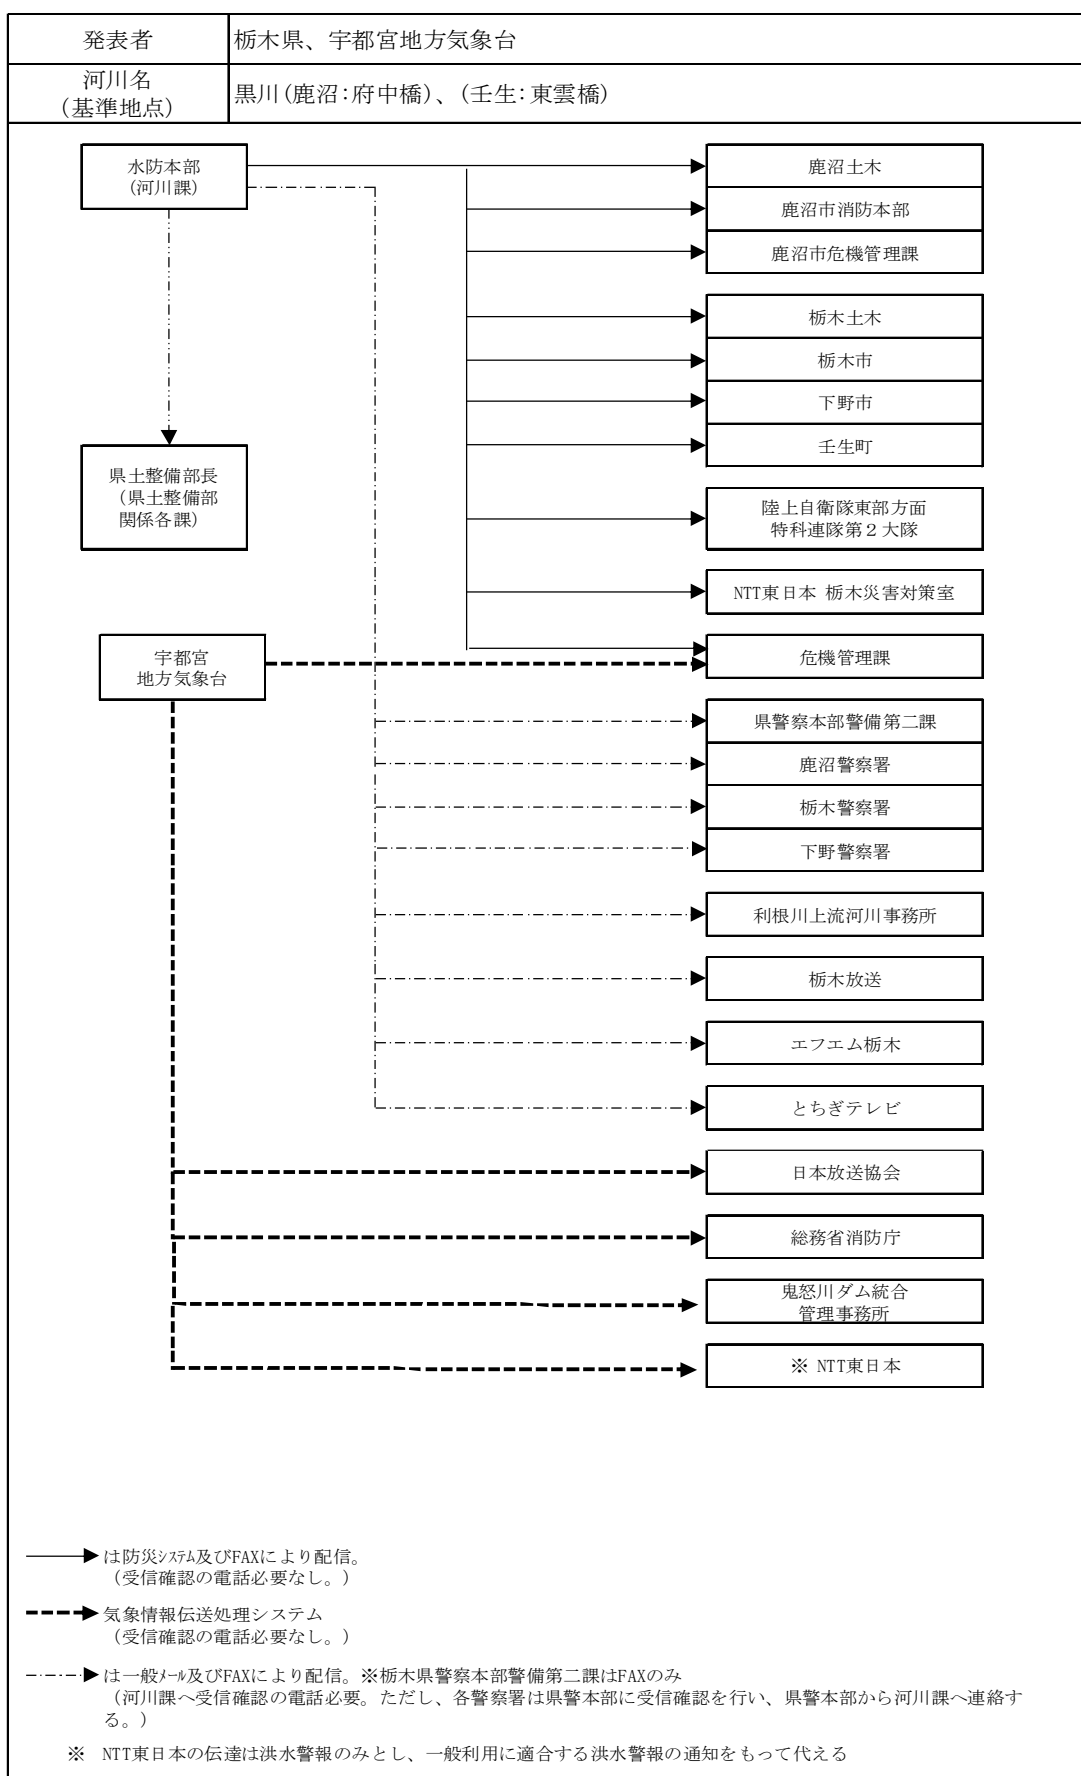 発表者
栃木県、宇都宮地方気象台
河川名
(基準地点)
黒川(鹿沼:府中橋)、(壬生:東雲橋)
水防本部
(河川課)
鹿沼土木
鹿沼市消防本部
鹿沼市危機管理課
栃木土木
栃木市
下野市
壬生町
県土整備部長
(県土整備部
関係各課)
陸上自衛隊東部方面
特科連隊第2大隊
NTT東日本 栃木災害対策室
宇都宮
地方気象台
危機管理課
県警察本部警備第二課
鹿沼警察署
栃木警察署
下野警察署
利根川上流河川事務所
栃木放送
エフエム栃木
とちぎテレビ
日本放送協会
総務省消防庁
鬼怒川ダム統合
管理事務所
※ NTT東日本
は防災ｼｽﾃﾑ及びFAXにより配信。
(受信確認の電話必要なし。)
気象情報伝送処理システム
(受信確認の電話必要なし。)
は一般ﾒｰﾙ及びFAXにより配信。※栃木県警察本部警備第二課はFAXのみ
(河川課へ受信確認の電話必要。ただし、各警察署は県警本部に受信確認を行い、県警本部から河川課へ連絡す
る。)
※ NTT東日本の伝達は洪水警報のみとし、一般利用に適合する洪水警報の通知をもって代える